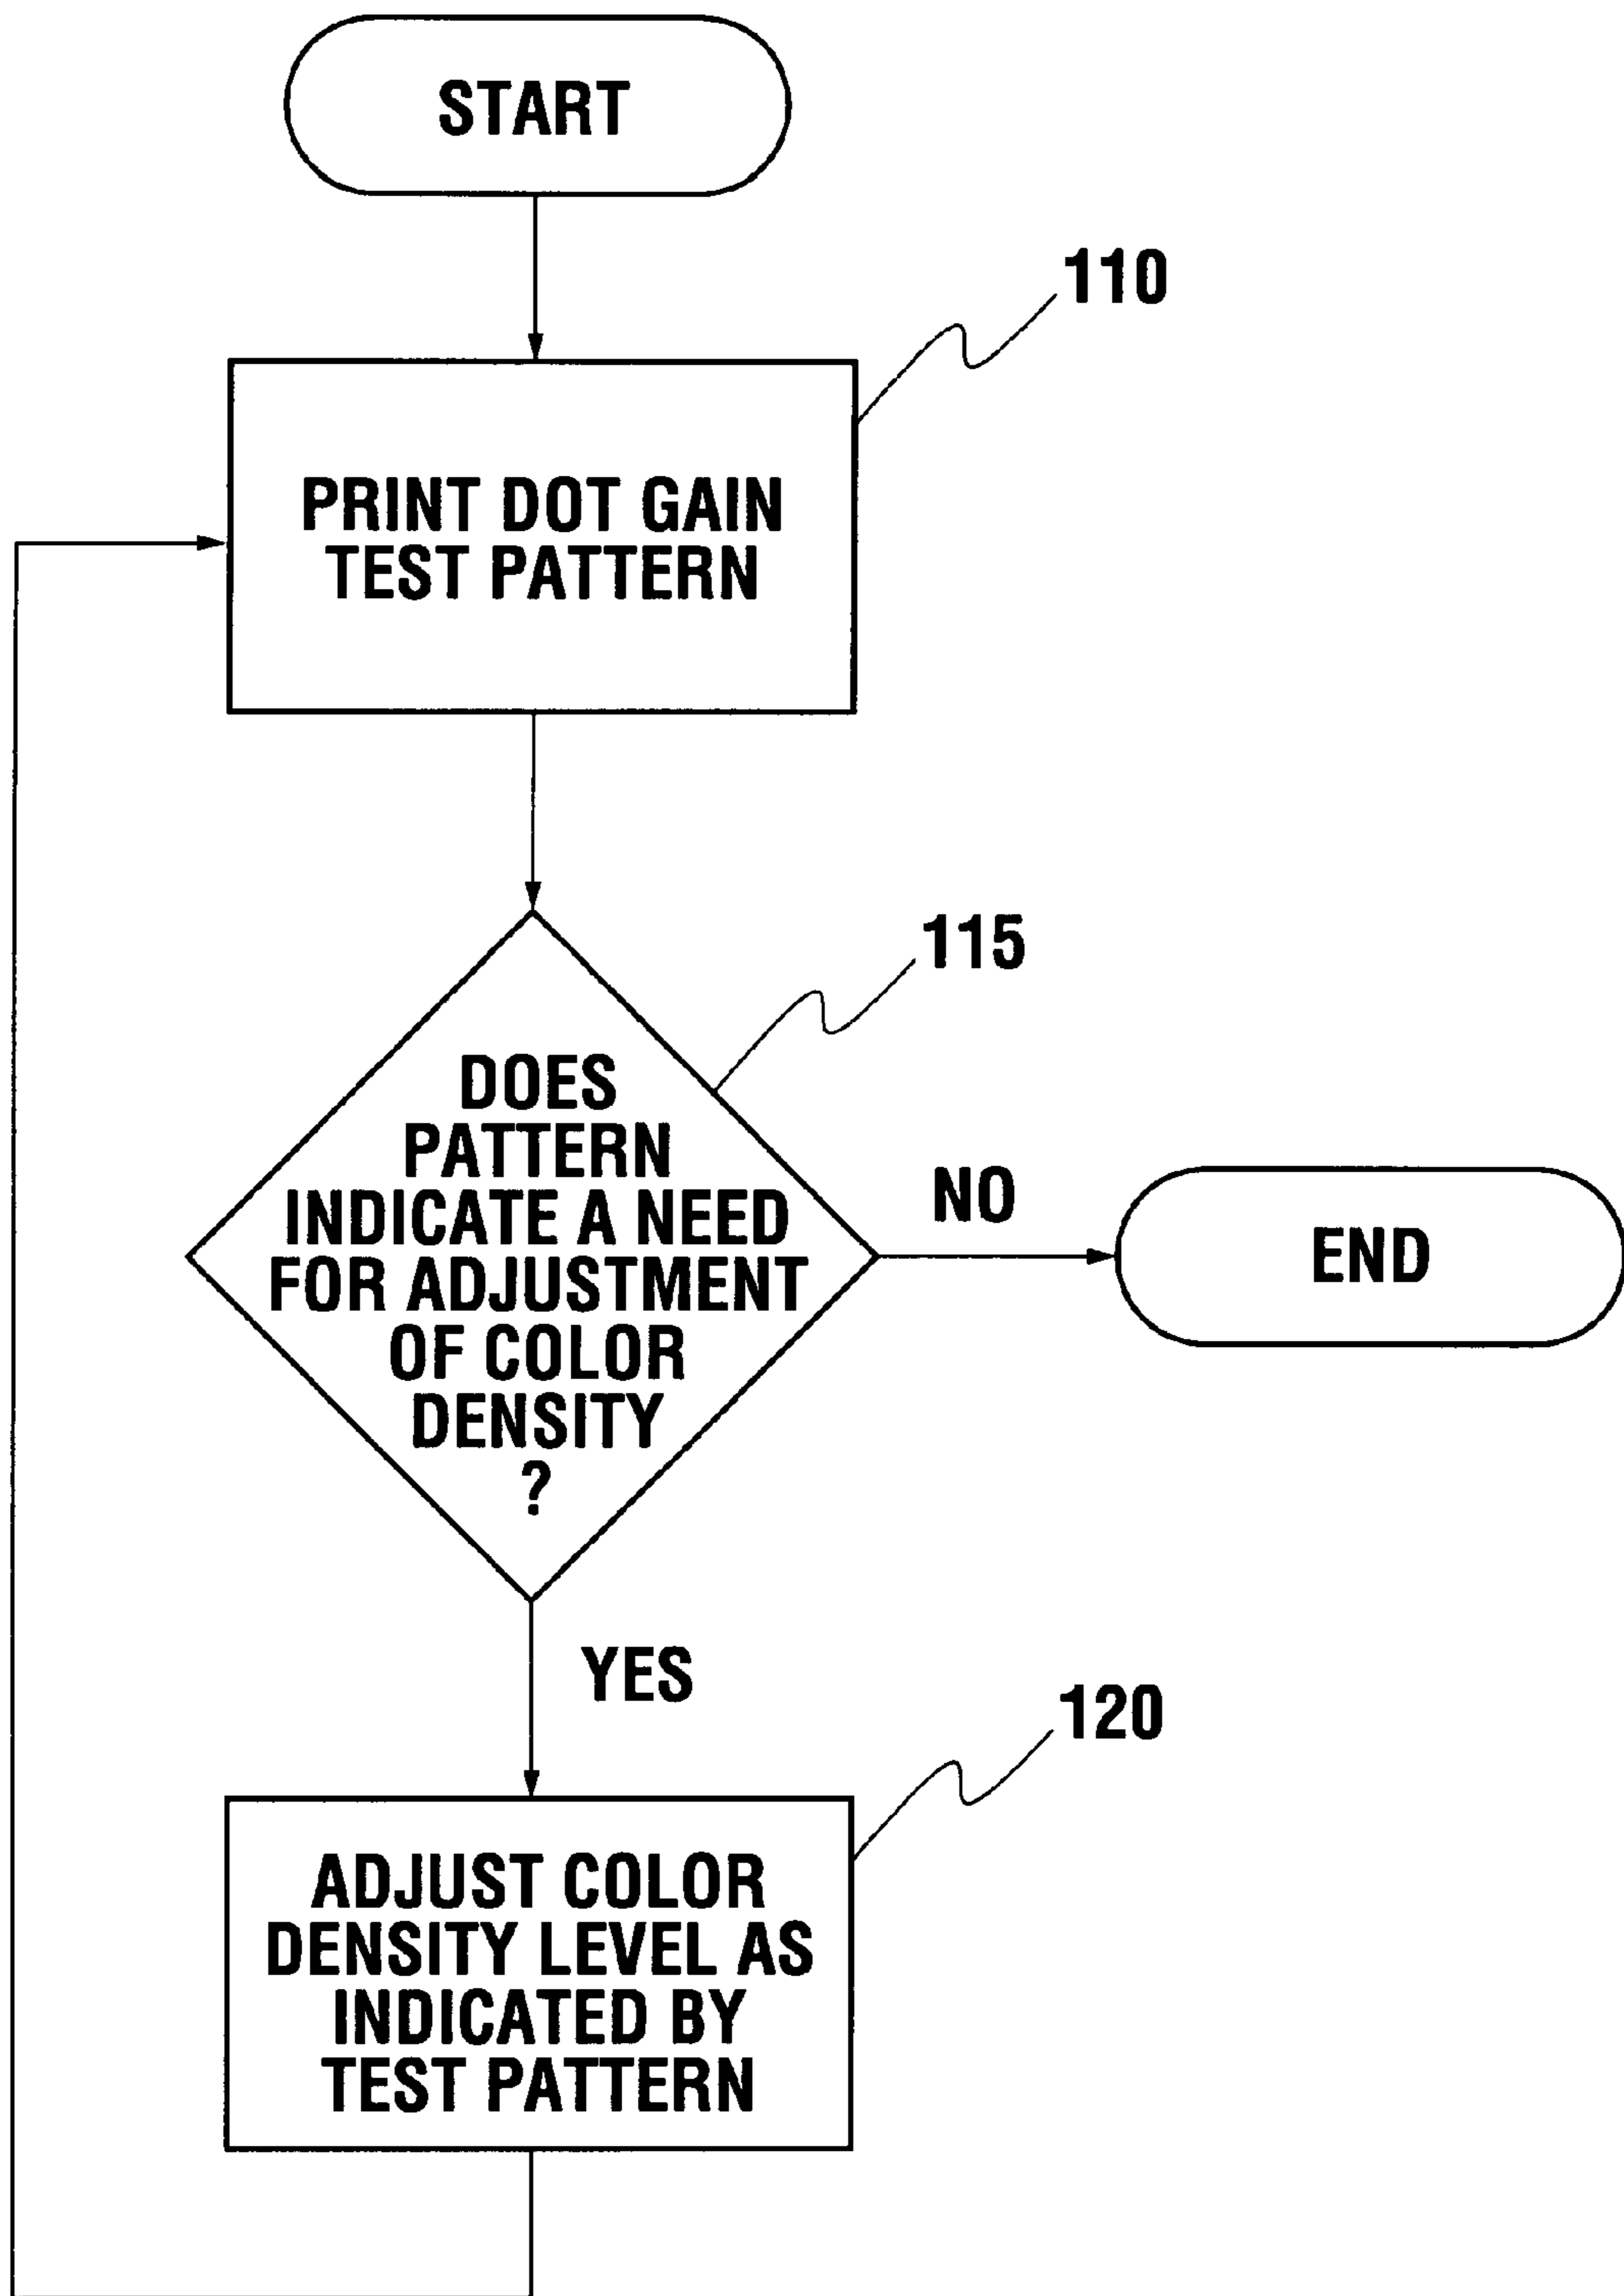 START
110
PRINT DOT GAIN
TEST PATTERN
115
DOES
PATTERN
INDICATE A NEED
FOR ADJUSTMENT
OF COLOR
DENSITY
?
NO
END
YES
120
ADJUST COLOR
DENSITY LEVEL AS
INDICATED BY
TEST PATTERN